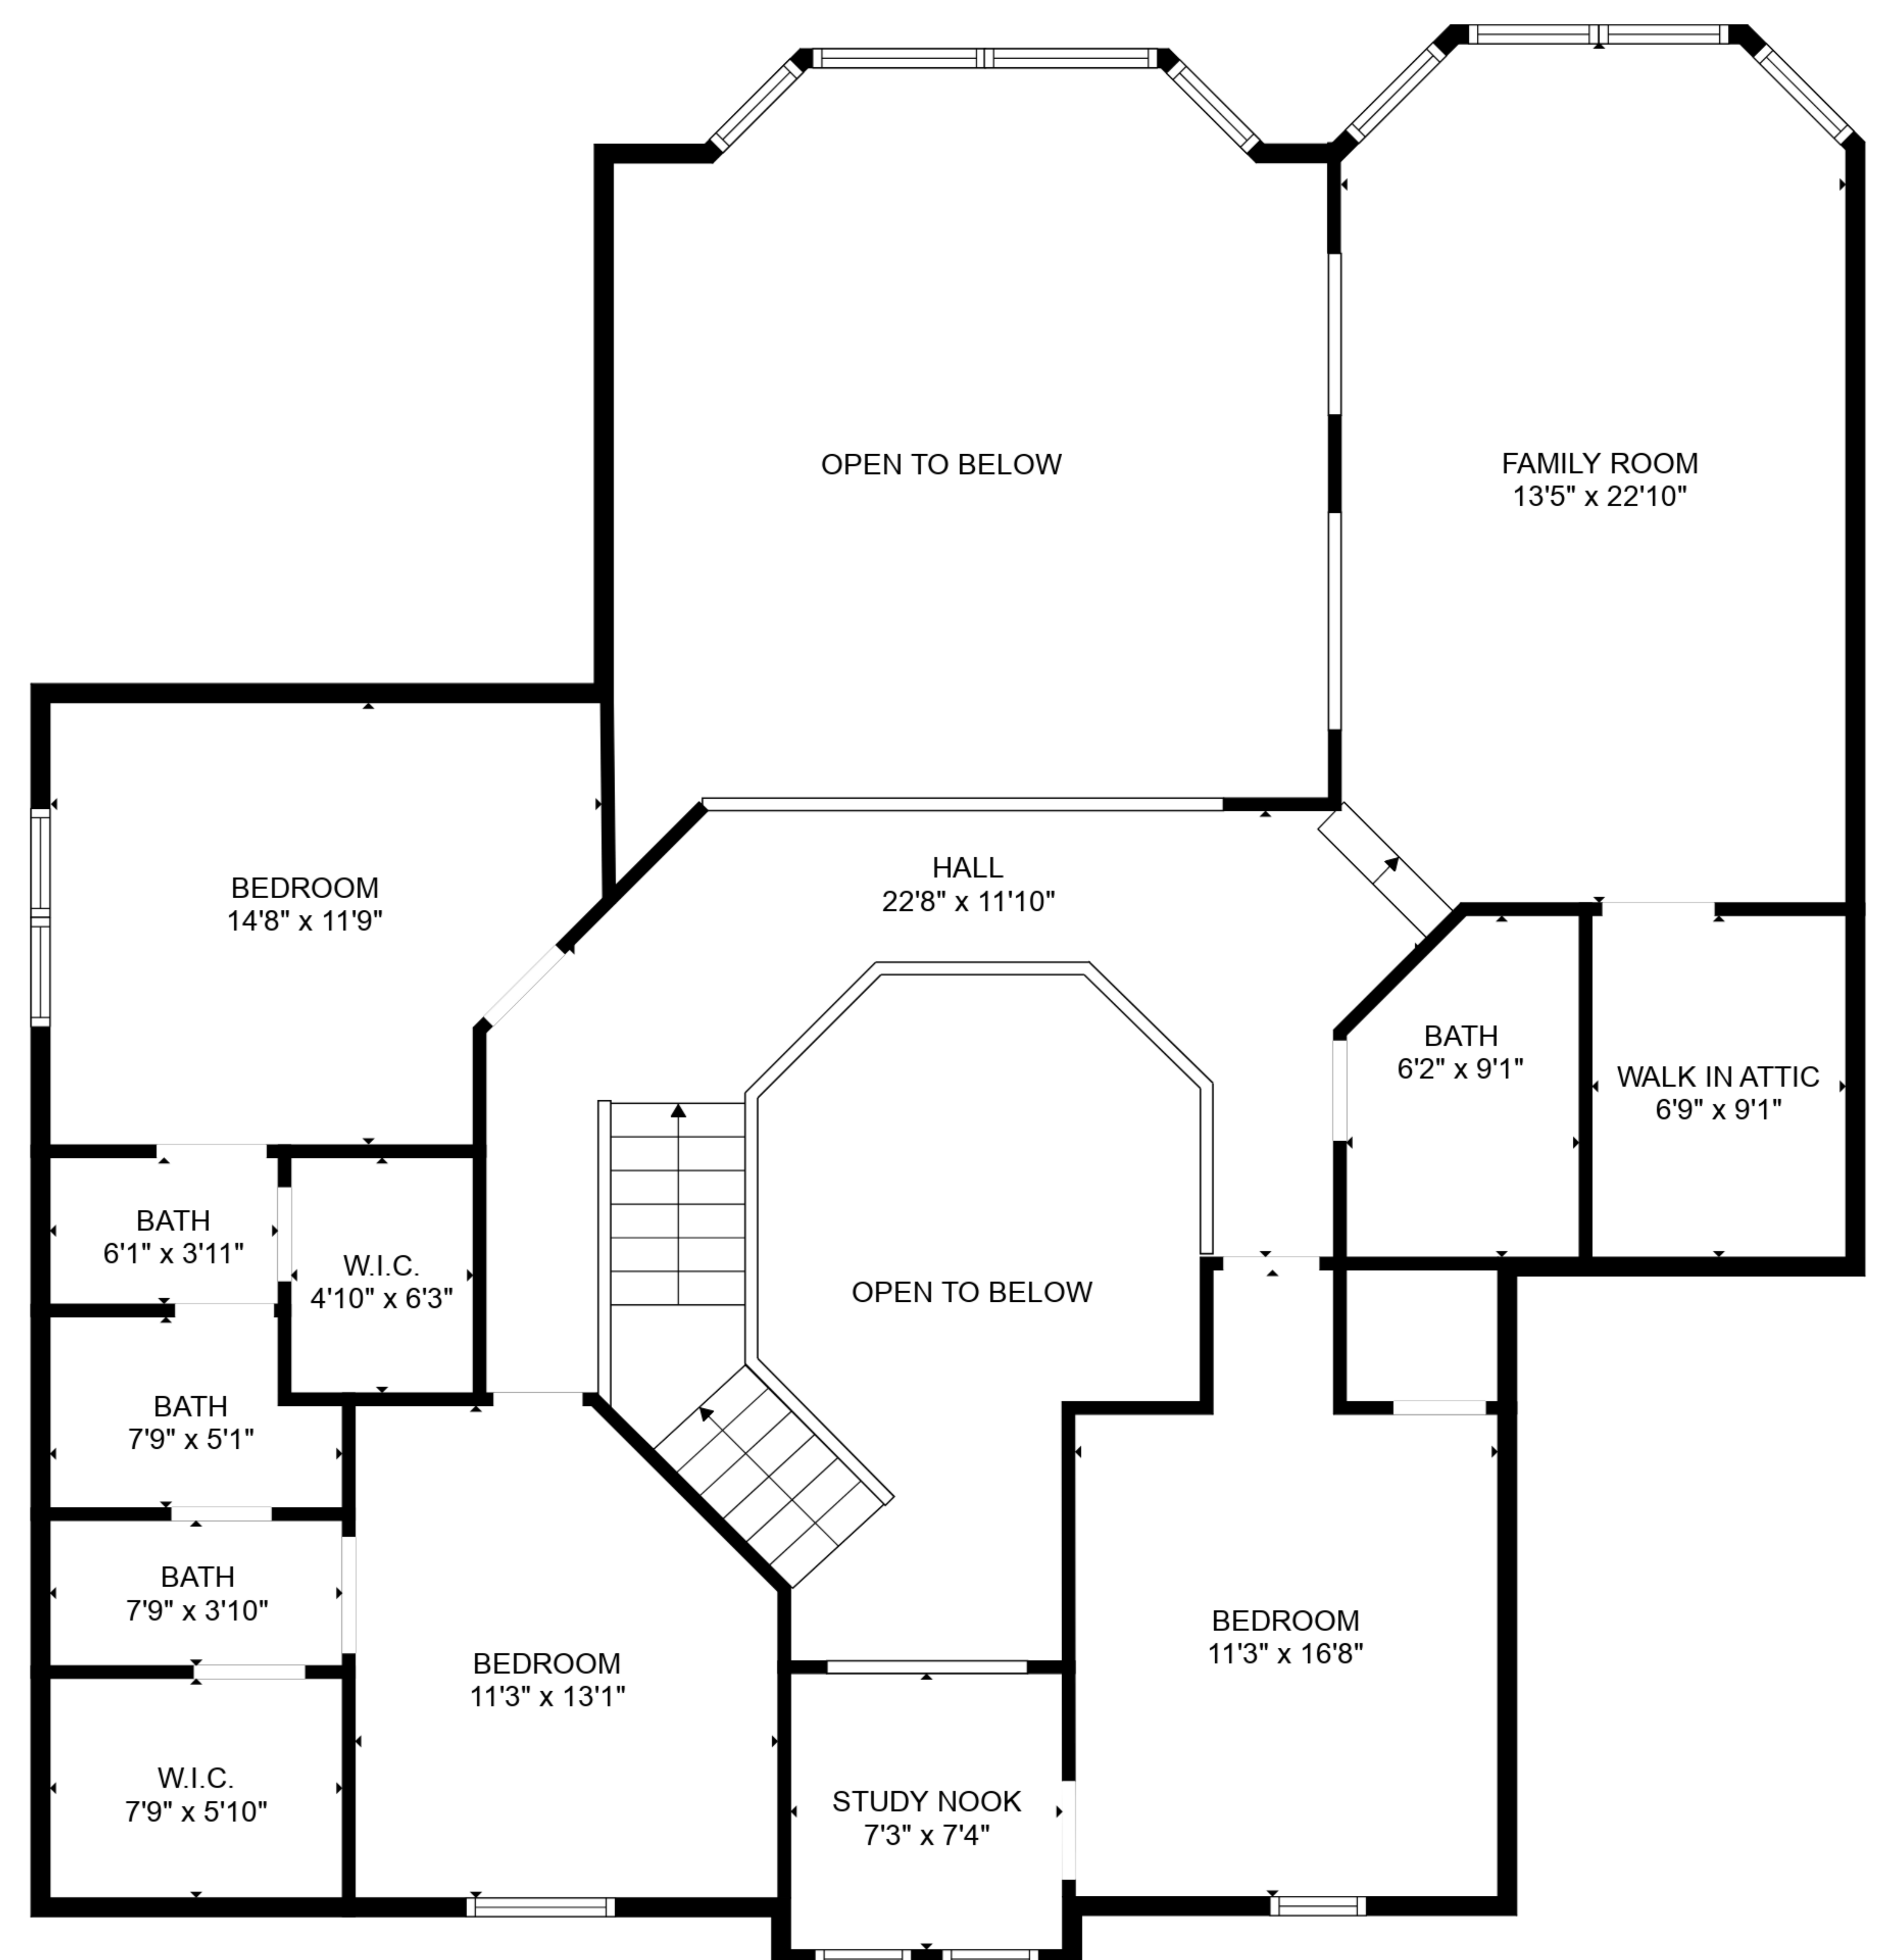 OPEN TO BELOW
FAMILY ROOM
13'5" x 22'10"
HALL
22'8" x 11'10"
BEDROOM
14'8" x 11'9"
BATH
6'2" x 9'1"
WALK IN ATTIC
6'9" x 9'1"
BATH
6'1" x 3'11"
W.I.C.
4'10" x 6'3"
OPEN TO BELOW
BATH
7'9" x 5'1"
BATH
7'9" x 3'10"
BEDROOM
11'3" x 13'1"
BEDROOM
11'3" x 16'8"
W.I.C.
7'9" x 5'10"
STUDY NOOK
7'3" x 7'4"